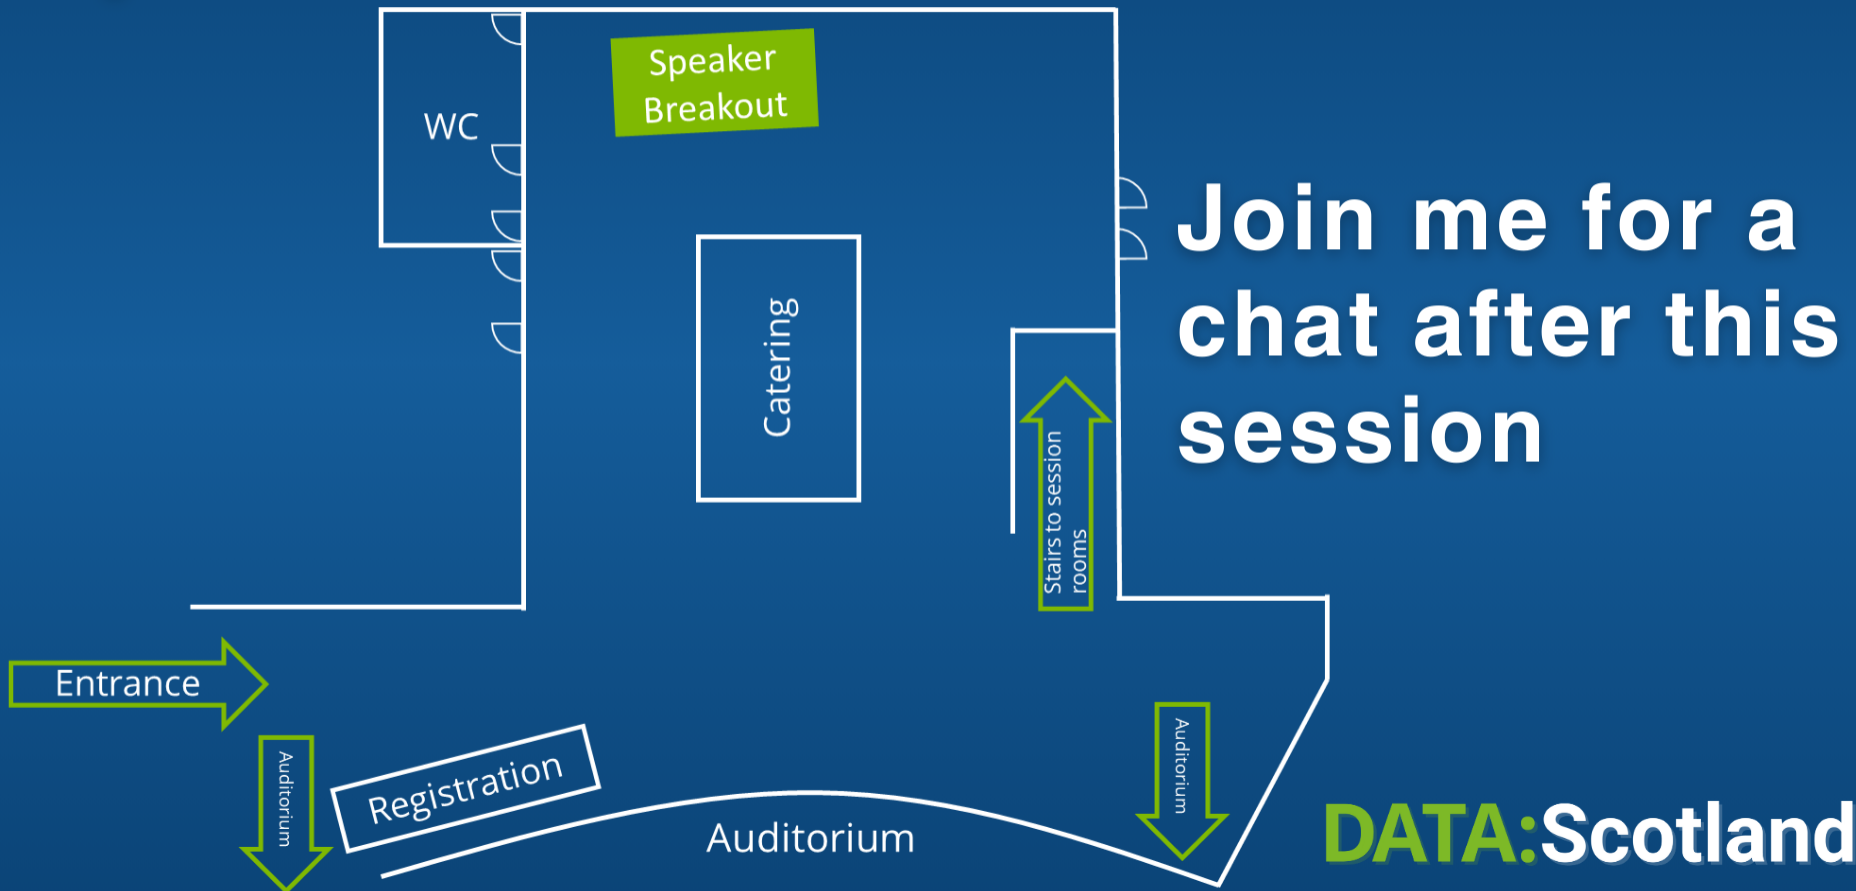 Speaker
Breakout
WC
Join me for a
chat after this
session
Catering
Stairs to session
rooms
Entrance
Auditorium
Registration
Auditorium
Auditorium
DATA:Scotland